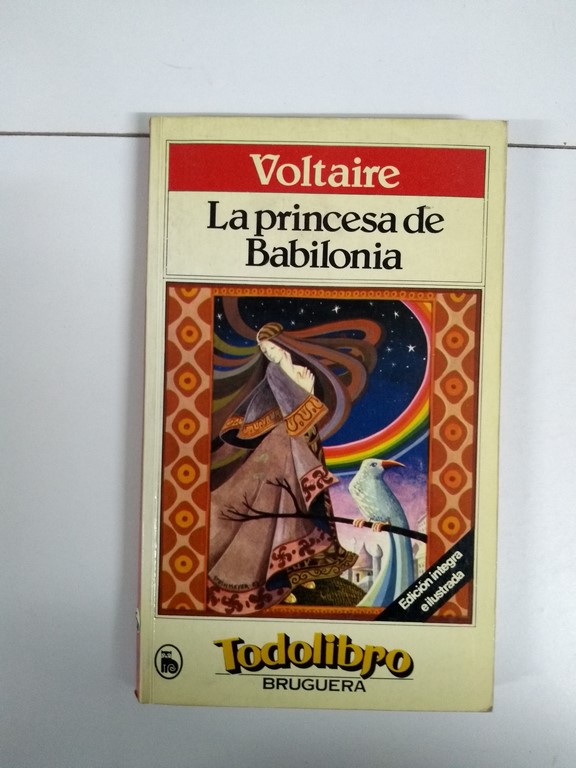 Voltaire
La princesa de
Babilonia
Edición íntegra
e ilustrada
Todolibro
BRUGUERA